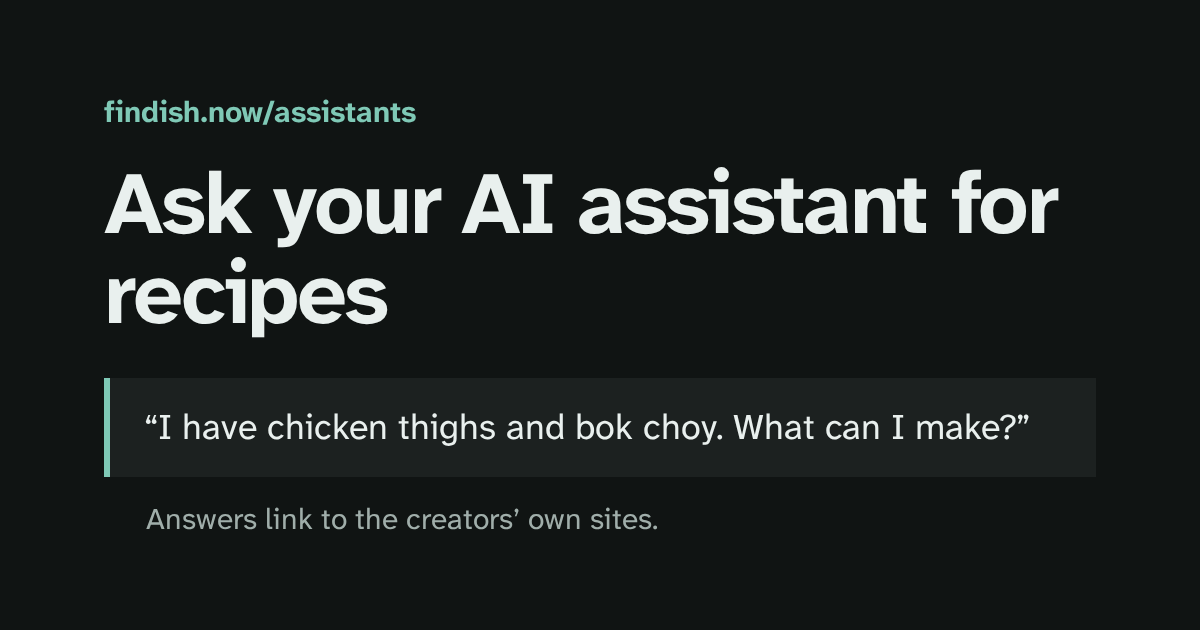 findish.now/assistants
Ask your AI assistant for
recipes
“I have chicken thighs and bok choy. What can I make?”
Answers link to the creators’ own sites.